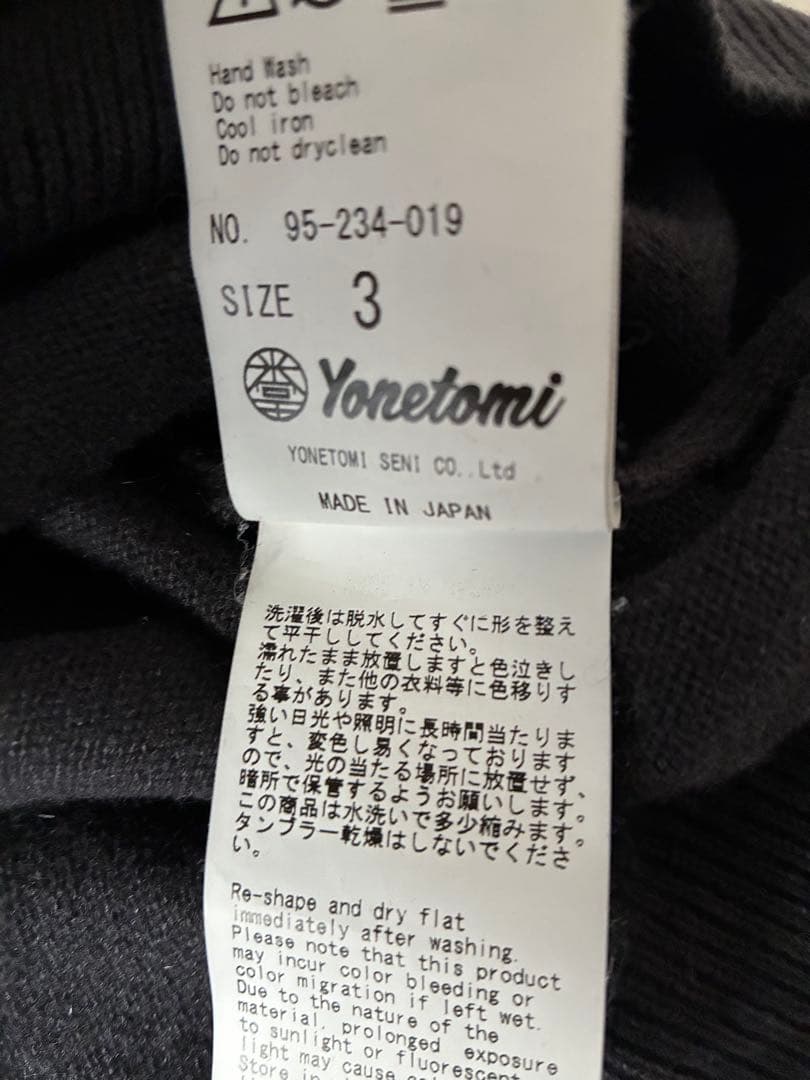 Hand Wash
Do not bleach
Cool iron
Do not dryclean
NO. 95-234-019
SIZE 3
Yonetomi
YONETOMI SENI CO..Ltd
MADE IN JAPAN
洗濯後は脱水してすぐに形を整え
て平干ししてください。
濡れたまま放置しますと色泣きし
たり、また他の衣料等に色移りす
る事があります。
強い日光や照明に長時間当たりま
すと、変色し易くなっております
ので、光の当たる場所に放置せず、
暗所で保管するようお願いします。
この商品は水洗いで多少縮みます。
タンブラー乾燥はしないでくださ
い。
Re-shape and dry flat
immediately after washing.
Please note that this product
may incur color bleeding or
color migration if left wet.
Due to the nature of the
material, prolonged exposure
to sunlight or fluorescent
light may cause
Store in